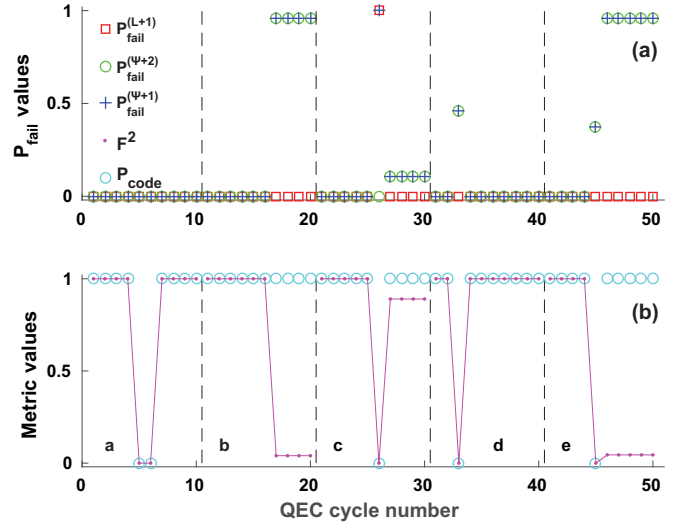 1
(a)
P_fail^(L+1)
P_fail^(Ψ+2)
P_fail^(Ψ+1)
F^2
P_code
P_fail values
0.5
0
0 10 20 30 40 50
1
(b)
Metric values
0.5
a b c d e
0
0 10 20 30 40 50
QEC cycle number